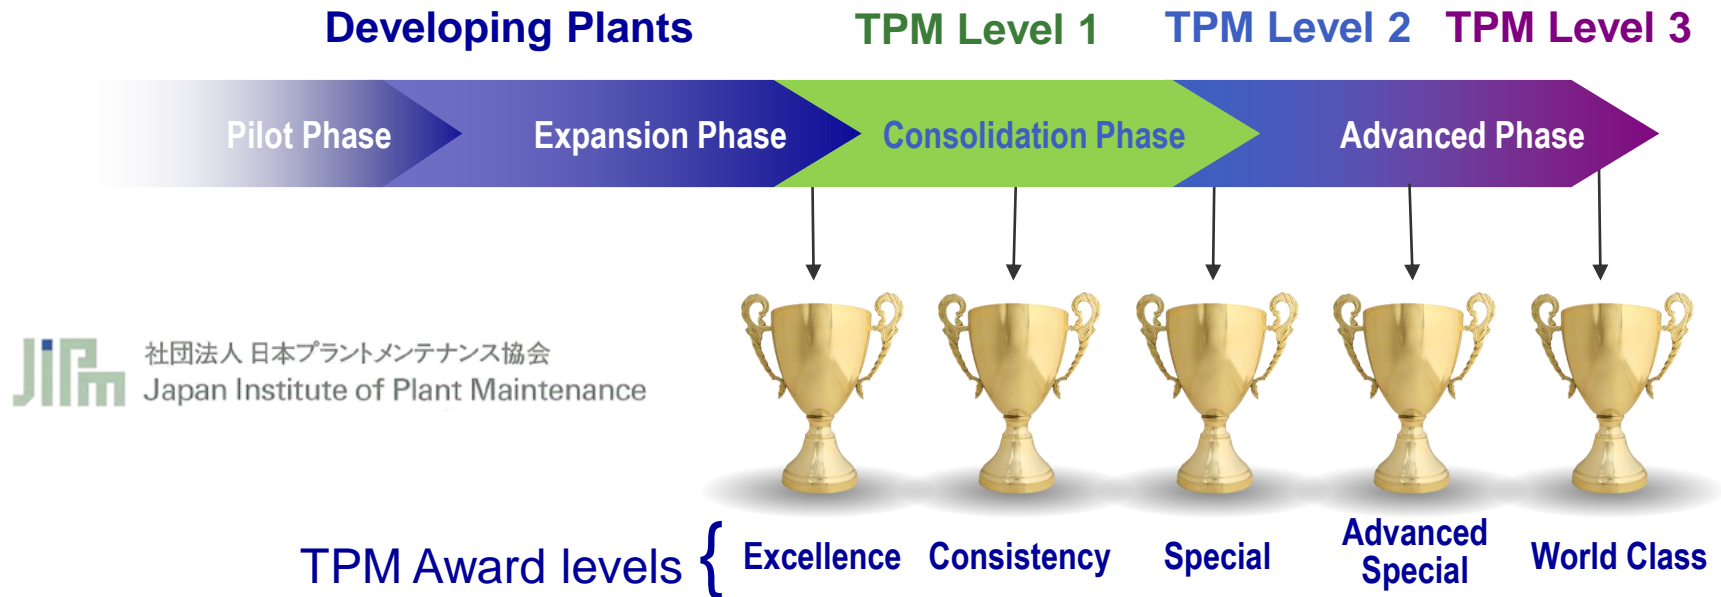 Developing Plants
TPM Level 1
TPM Level 2
TPM Level 3
Pilot Phase
Expansion Phase
Consolidation Phase
Advanced Phase
JIPM
社団法人 日本プラントメンテナンス協会
Japan Institute of Plant Maintenance
TPM Award levels {
Excellence
Consistency
Special
Advanced
Special
World Class